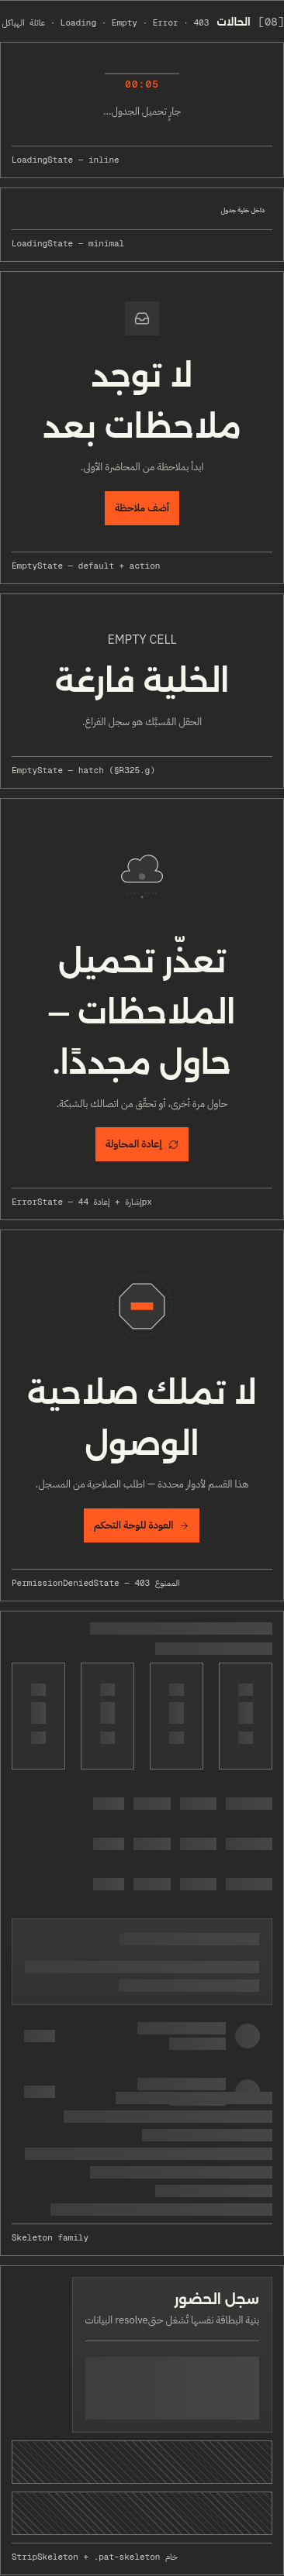 [08] الحالات Loading · Empty · Error · 403 · عائلة الهياكل
00:05
جارٍ تحميل الجدول...
LoadingState — inline
داخل خلية جدول
LoadingState — minimal
لا توجد
ملاحظات بعد
ابدأ بملاحظة من المحاضرة الأولى.
أضف ملاحظة
EmptyState — default + action
EMPTY CELL
الخلية فارغة
الحقل المُسيَّك هو سجل الفراغ.
EmptyState — hatch (§R325.g)
تعذّر تحميل
الملاحظات —
حاول مجددًا.
حاول مرة أخرى، أو تحقّق من اتصالك بالشبكة.
إعادة المحاولة
ErrorState — إشارة + إعادة 44px
لا تملك صلاحية
الوصول
هذا القسم لأدوار محددة — اطلب الصلاحية من المسجل.
العودة للوحة التحكم
PermissionDeniedState — 403 الممنوع
Skeleton family
سجل الحضور
بنية البطاقة نفسها تُشغل حتى resolve البيانات
StripSkeleton + .pat-skeleton خام